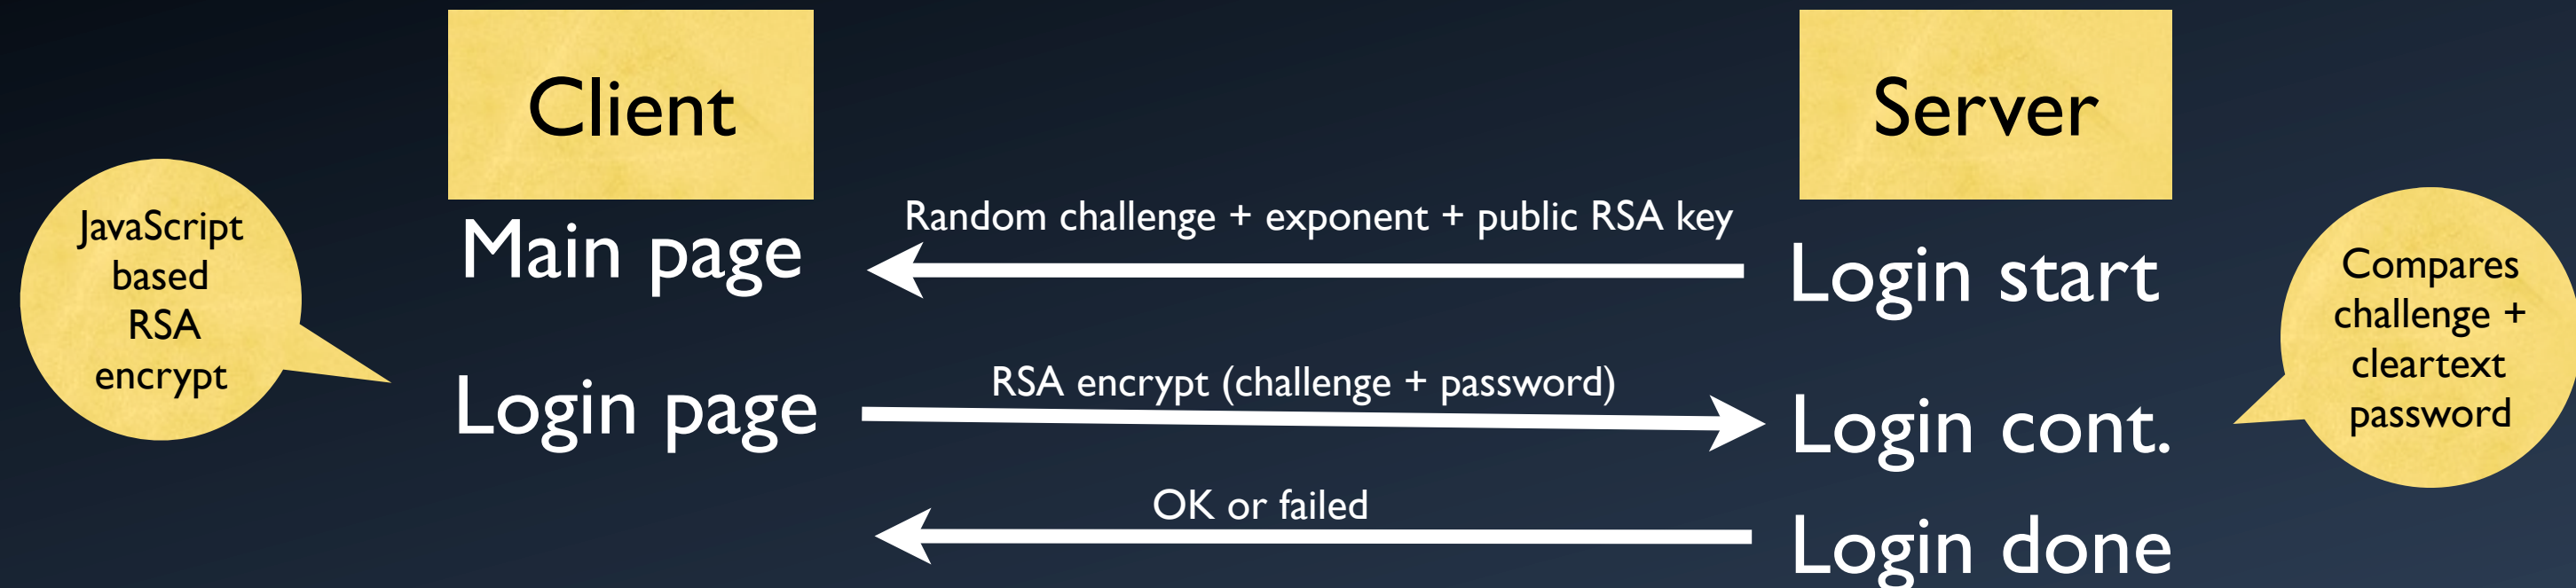 Client
Server
JavaScript
based
RSA
encrypt
Main page
Random challenge + exponent + public RSA key
Login start
Compares
challenge +
cleartext
password
Login page
RSA encrypt (challenge + password)
Login cont.
OK or failed
Login done